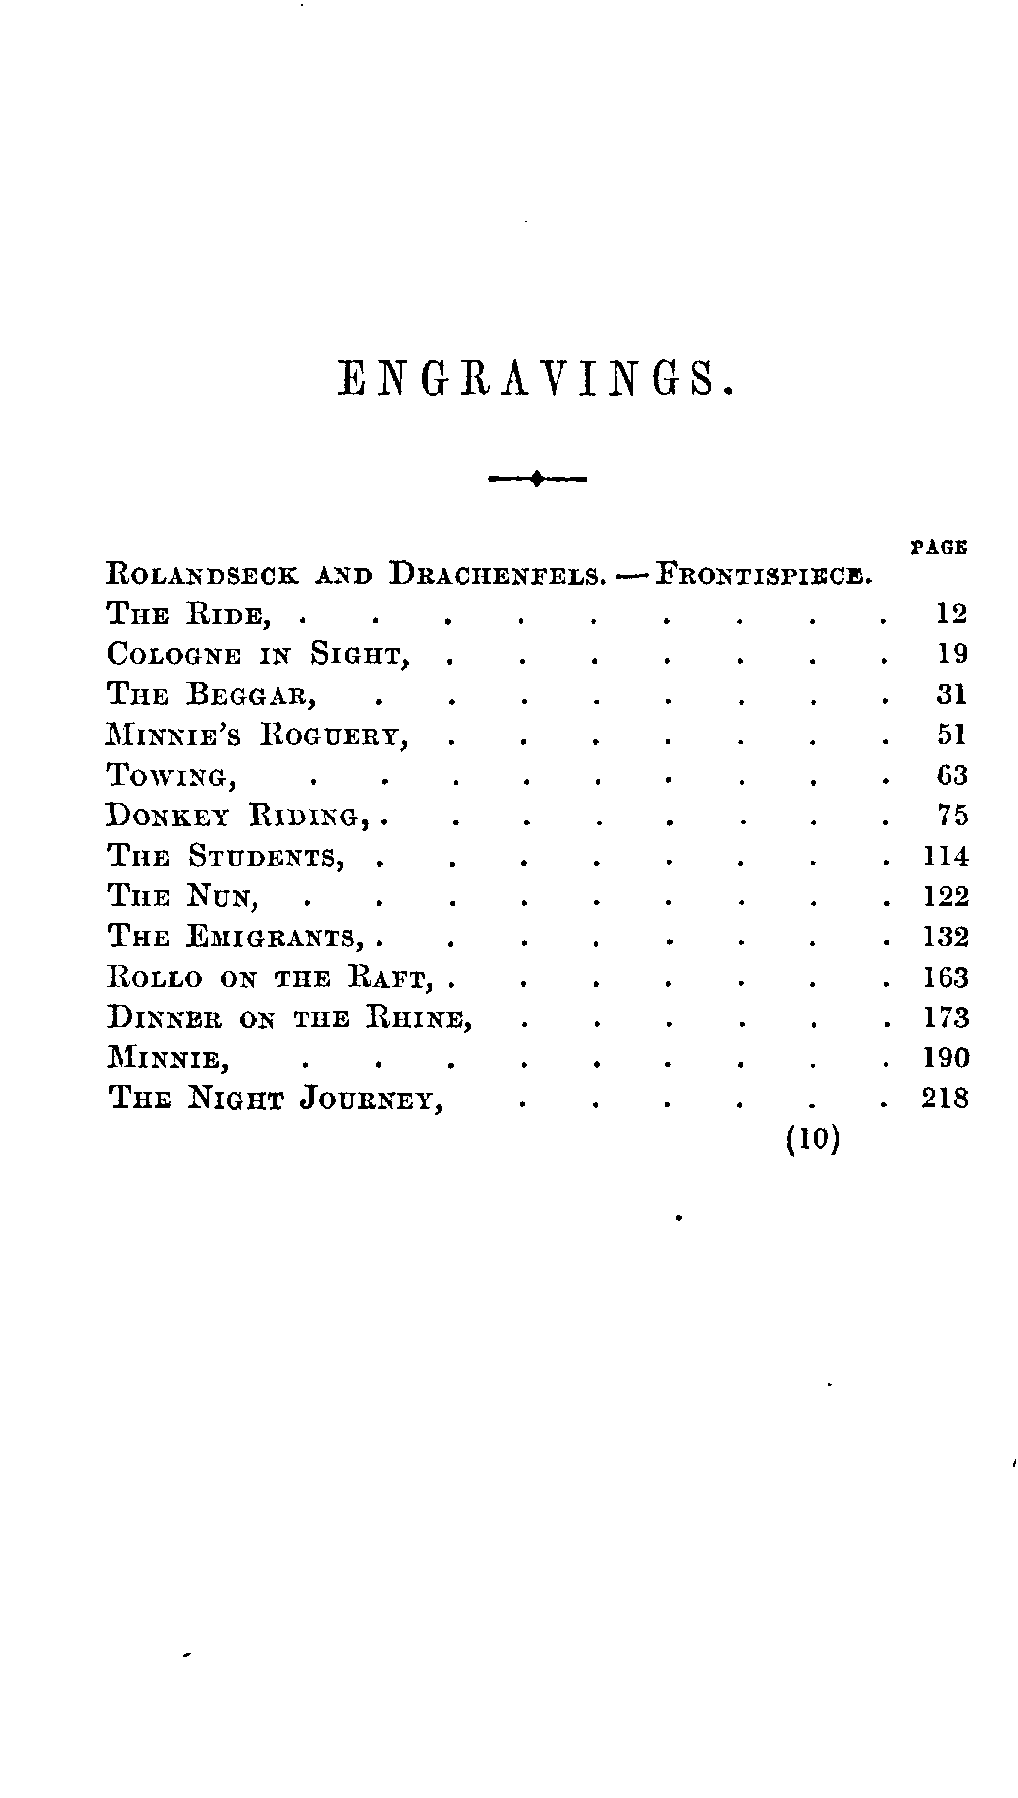 ENGRAVINGS.
PAGE
ROLANDSECK AND DRACHENFELS. — FRONTISPIECE.
THE RIDE, . . . . . . . . . 12
COLOGNE IN SIGHT, . . . . . . . 19
THE BEGGAR, . . . . . . . . 31
MINNIE'S ROGUERY, . . . . . . . 51
TOWING, . . . . . . . . . 63
DONKEY RIDING, . . . . . . . . 75
THE STUDENTS, . . . . . . . . 114
THE NUN, . . . . . . . . . 122
THE EMIGRANTS, . . . . . . . . 132
ROLLO ON THE RAFT, . . . . . . . 163
DINNER ON THE RHINE, . . . . . . 173
MINNIE, . . . . . . . . . 190
THE NIGHT JOURNEY, . . . . . . 218
(10)